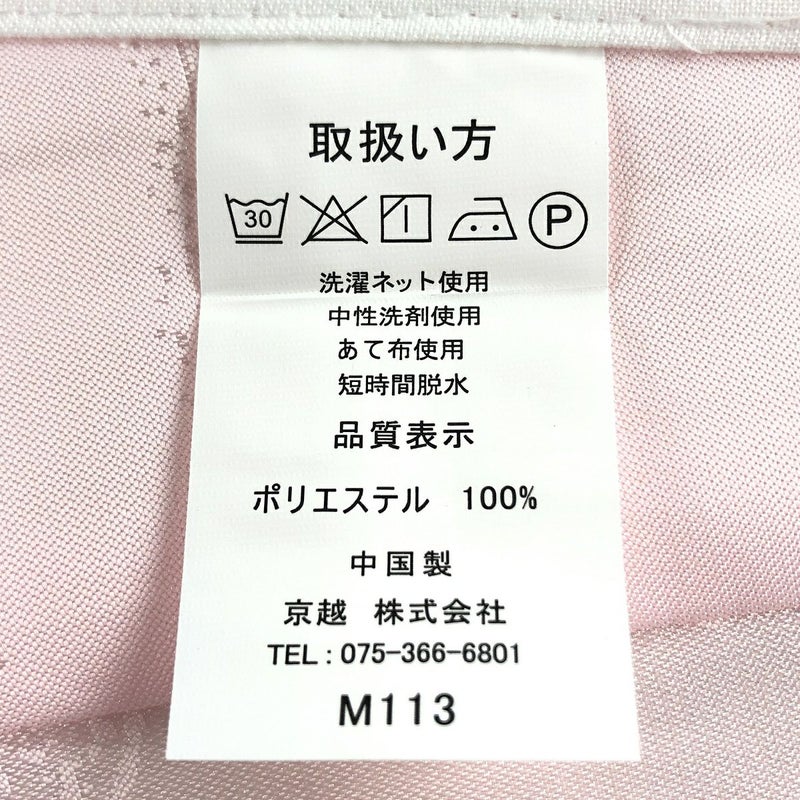 取扱い方
30 P
洗濯ネット使用
中性洗剤使用
あて布使用
短時間脱水
品質表示
ポリエステル 100%
中国製
京越 株式会社
TEL : 075-366-6801
M113